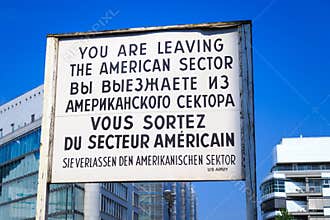 YOU ARE LEAVING
THE AMERICAN SECTOR
ВЫ ВЫЕЗЖАЕТЕ ИЗ
АМЕРИКАНСКОГО СЕКТОРА
VOUS SORTEZ
DU SECTEUR AMÉRICAIN
SIE VERLASSEN DEN AMERIKANISCHEN SEKTOR
US ARMY